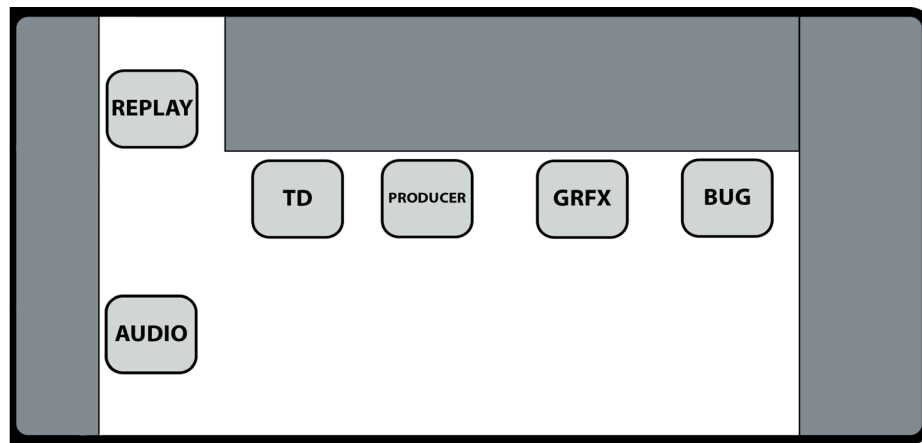 REPLAY
TD
PRODUCER
GRFX
BUG
AUDIO